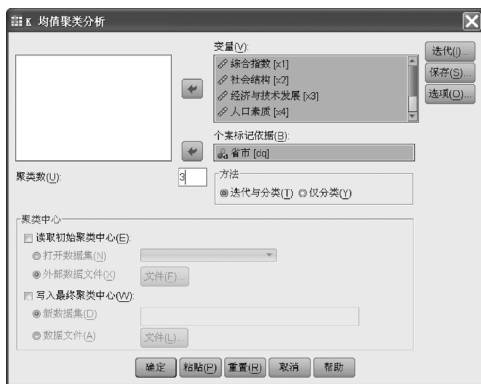 K 均值聚类分析
变量(V):
综合指数 [x1]
社会结构 [x2]
经济与技术发展 [x3]
人口素质 [x4]
迭代(I)...
保存(S)...
选项(O)...
个案标记依据(B):
省市 [dq]
聚类数(U): 3
方法
迭代与分类(T) 仅分类(Y)
聚类中心
读取初始聚类中心(E):
打开数据集(N)
外部数据文件(X) 文件(F)...
写入最终聚类中心(W):
新数据集(D)
数据文件(A) 文件(L)...
确定 粘贴(P) 重置(R) 取消 帮助